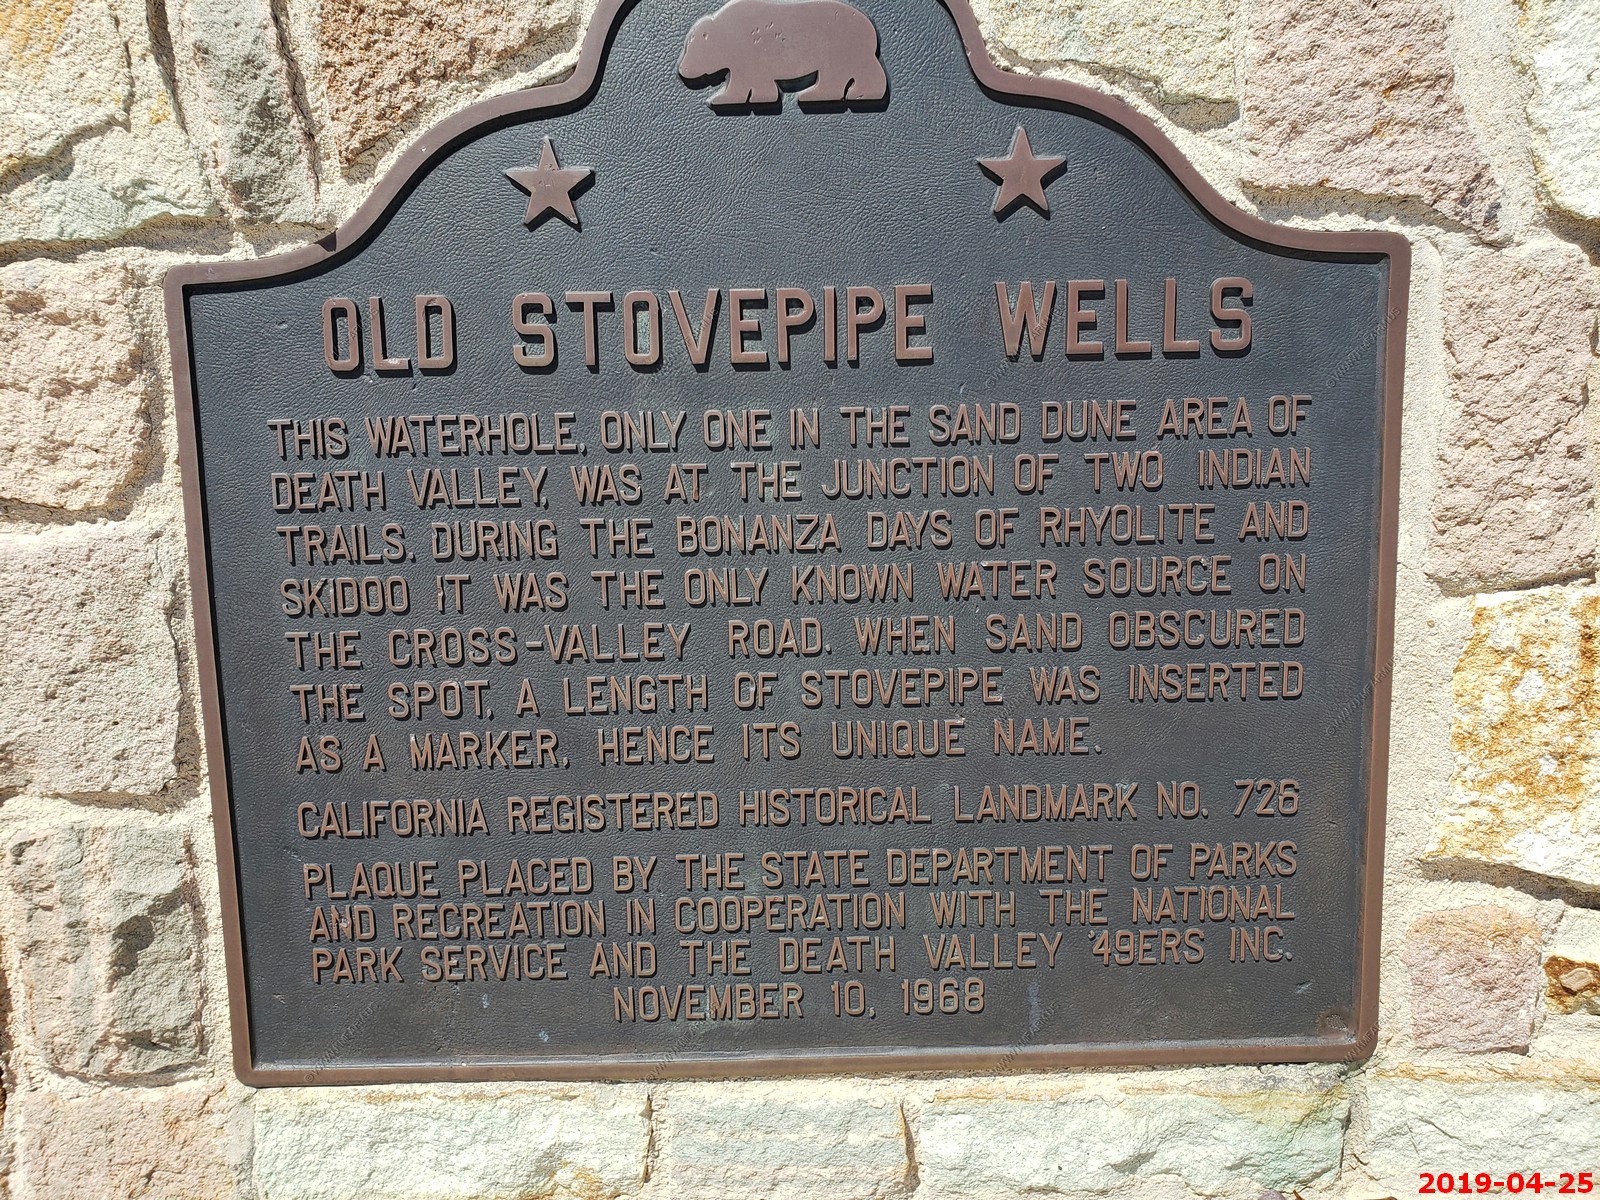 OLD STOVEPIPE WELLS
THIS WATERHOLE, ONLY ONE IN THE SAND DUNE AREA OF
DEATH VALLEY, WAS AT THE JUNCTION OF TWO INDIAN
TRAILS. DURING THE BONANZA DAYS OF RHYOLITE AND
SKIDOO IT WAS THE ONLY KNOWN WATER SOURCE ON
THE CROSS-VALLEY ROAD. WHEN SAND OBSCURED
THE SPOT, A LENGTH OF STOVEPIPE WAS INSERTED
AS A MARKER, HENCE ITS UNIQUE NAME.
CALIFORNIA REGISTERED HISTORICAL LANDMARK NO. 726
PLAQUE PLACED BY THE STATE DEPARTMENT OF PARKS
AND RECREATION IN COOPERATION WITH THE NATIONAL
PARK SERVICE AND THE DEATH VALLEY '49ERS INC.
NOVEMBER 10, 1968
2019-04-25